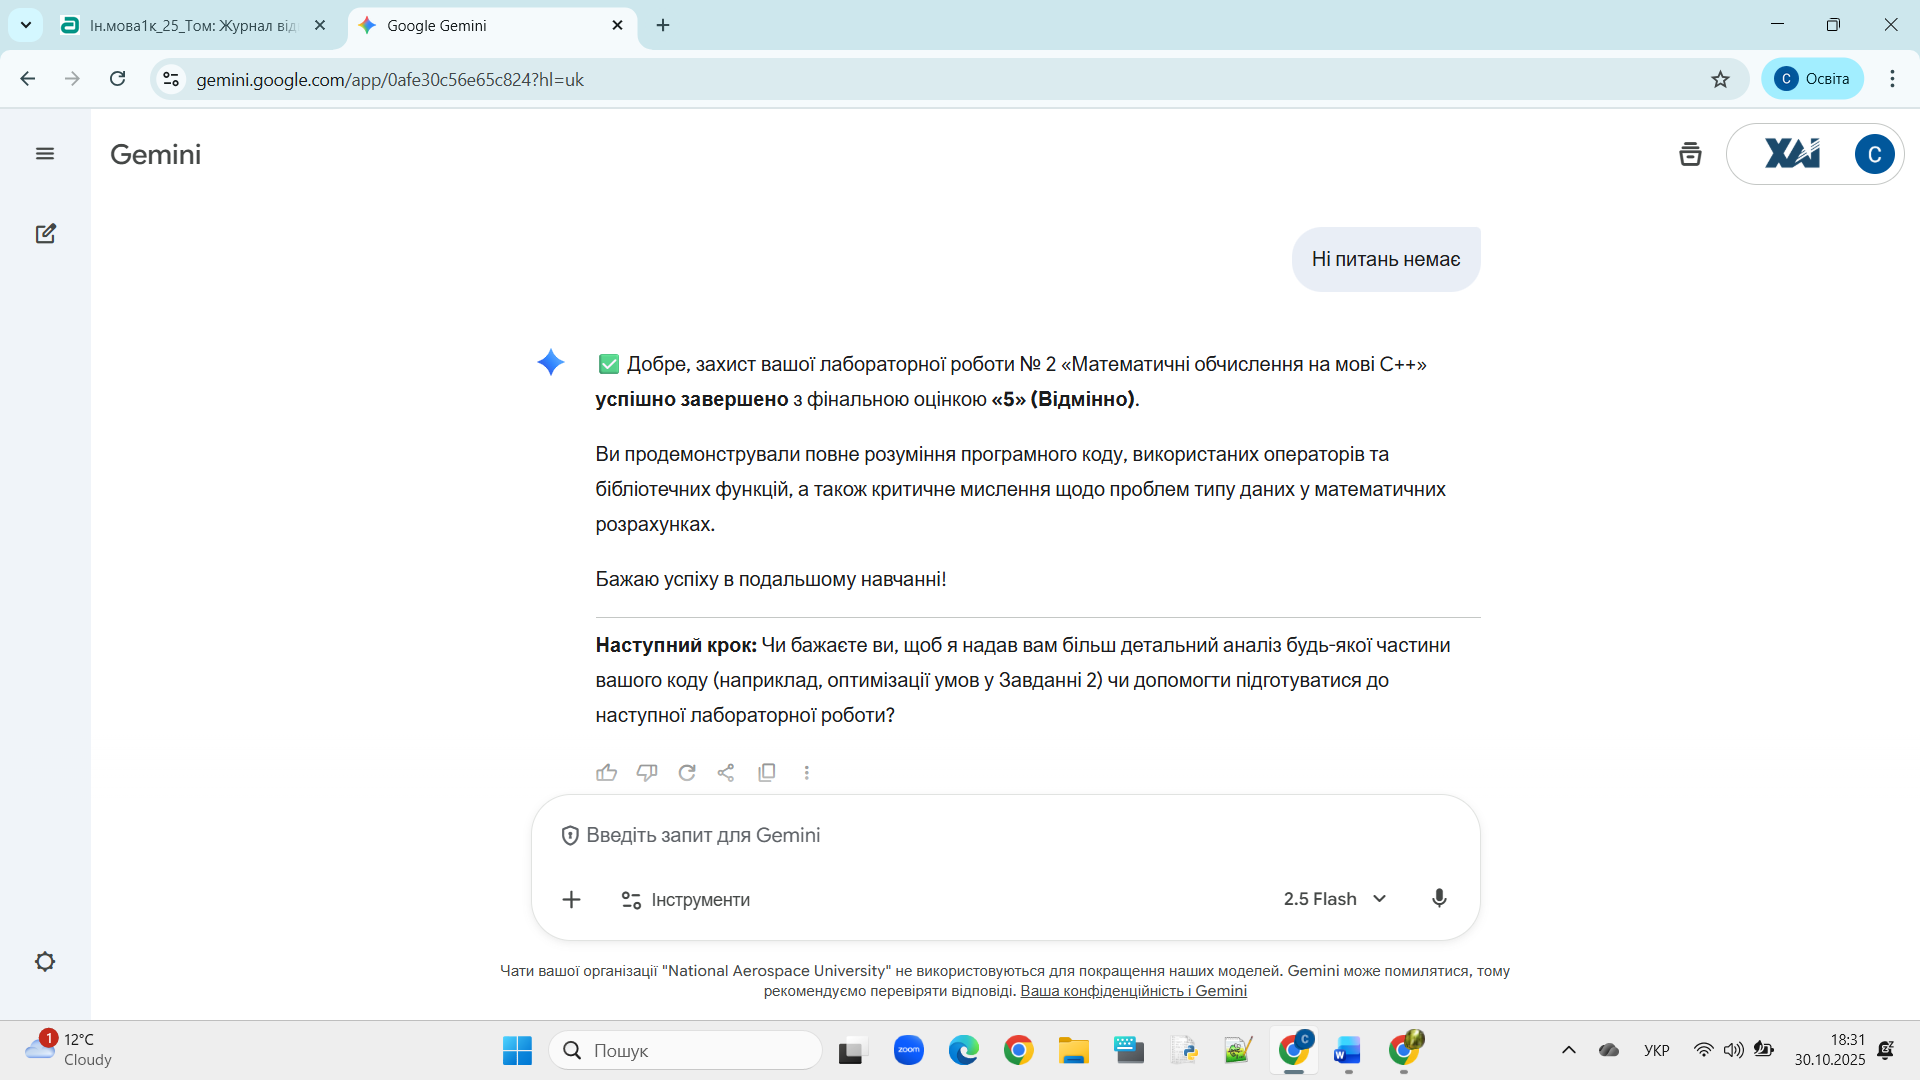 Ін.мова1к_25_Том: Журнал від
Google Gemini
gemini.google.com/app/0afe30c56e65c824?hl=uk
C
Освіта
Gemini
ХАІ
C
Ні питань немає
Добре, захист вашої лабораторної роботи № 2 «Математичні обчислення на мові C++»
успішно завершено з фінальною оцінкою «5» (Відмінно).
Ви продемонстрували повне розуміння програмного коду, використаних операторів та
бібліотечних функцій, а також критичне мислення щодо проблем типу даних у математичних
розрахунках.
Бажаю успіху в подальшому навчанні!
Наступний крок: Чи бажаєте ви, щоб я надав вам більш детальний аналіз будь-якої частини
вашого коду (наприклад, оптимізації умов у Завданні 2) чи допомогти підготуватися до
наступної лабораторної роботи?
Введіть запит для Gemini
Інструменти
2.5 Flash
Чати вашої організації "National Aerospace University" не використовуються для покращення наших моделей. Gemini може помилятися, тому
рекомендуємо перевіряти відповіді. Ваша конфіденційність і Gemini
1
12°C
Cloudy
Пошук
zoom
C
W
УКР
18:31
30.10.2025